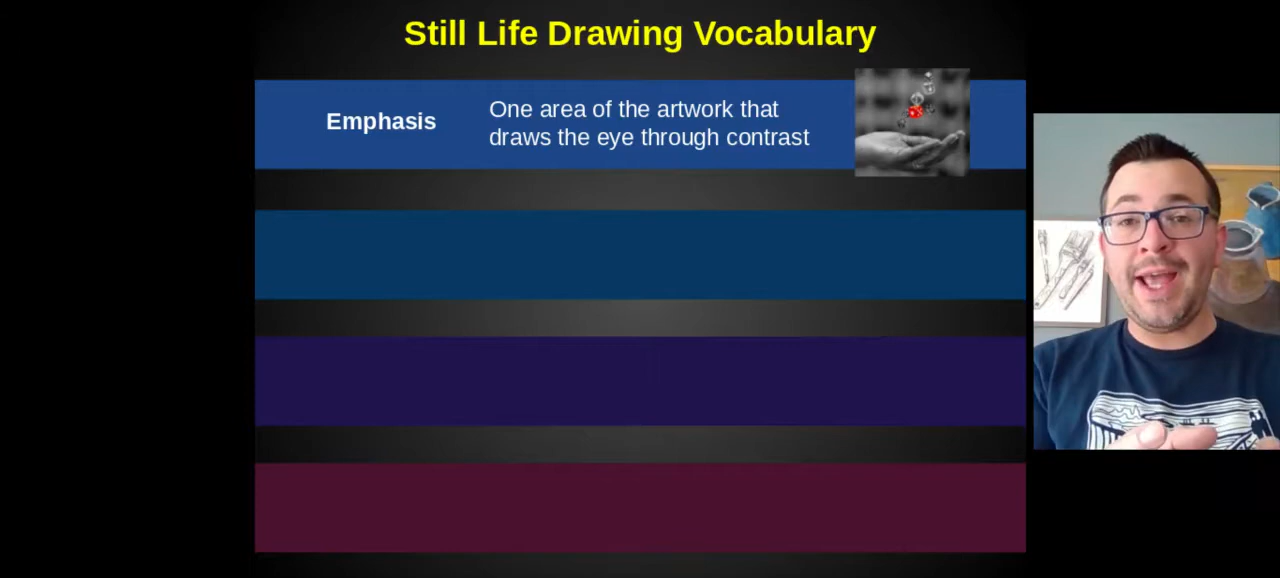 Still Life Drawing Vocabulary
Emphasis
One area of the artwork that
draws the eye through contrast